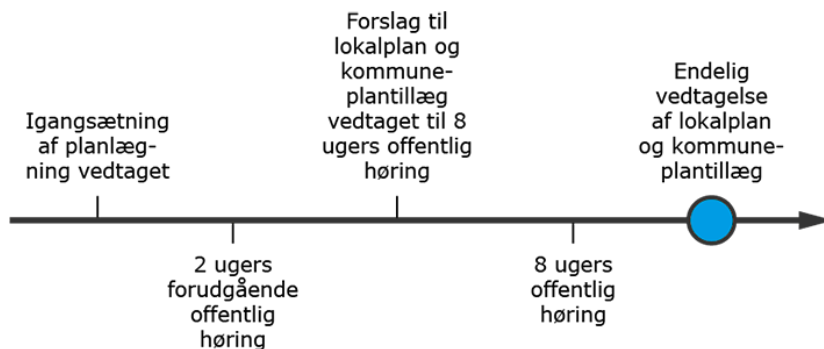 Igangsætning
af planlæg-
ning vedtaget
2 ugers
forudgående
offentlig
høring
Forslag til
lokalplan og
kommune-
plantillæg
vedtaget til 8
ugers offentlig
høring
8 ugers
offentlig
høring
Endelig
vedtagelse
af lokalplan
og kommune-
plantillæg